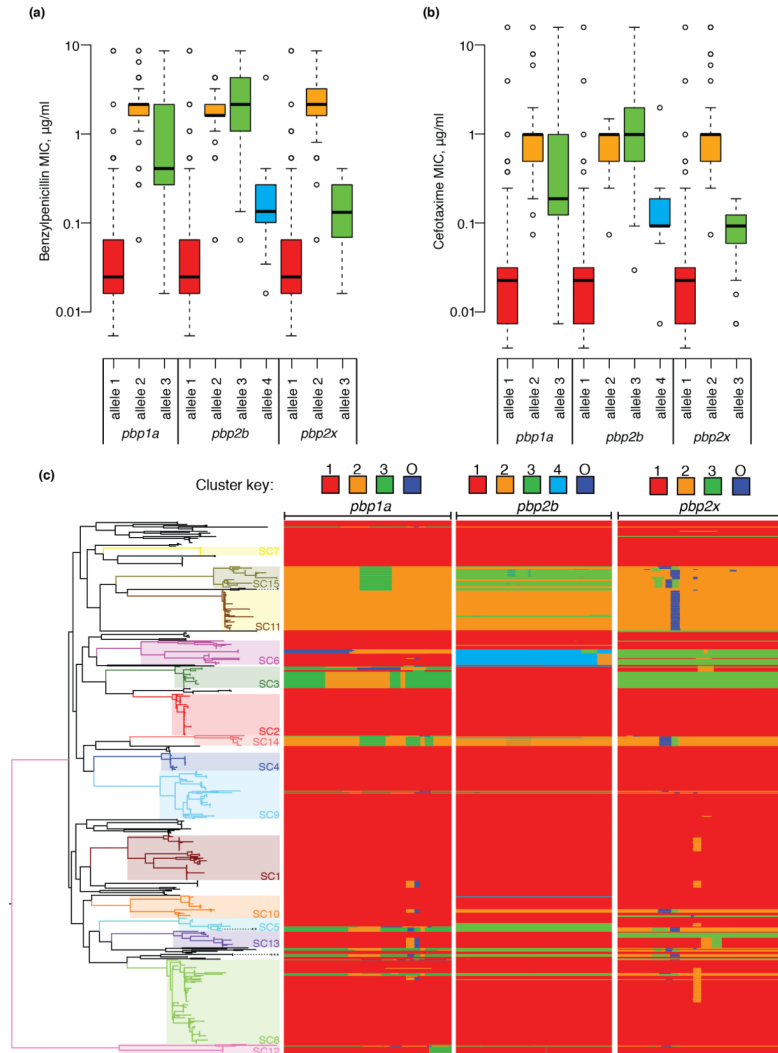 (a)
Benzylpenicillin MIC, µg/ml
10
1
0.1
0.01
allele 1
allele 2
allele 3
allele 1
allele 2
allele 3
allele 4
allele 1
allele 2
allele 3
pbp1a
pbp2b
pbp2x
(b)
Cefotaxime MIC, µg/ml
10
1
0.1
0.01
allele 1
allele 2
allele 3
allele 1
allele 2
allele 3
allele 4
allele 1
allele 2
allele 3
pbp1a
pbp2b
pbp2x
(c)
Cluster key:
1 2 3 O
1 2 3 4 O
1 2 3 O
pbp1a
pbp2b
pbp2x
SC7
SC15
SC11
SC6
SC3
SC2
SC14
SC4
SC9
SC1
SC10
SC5
SC13
SC8
SC12